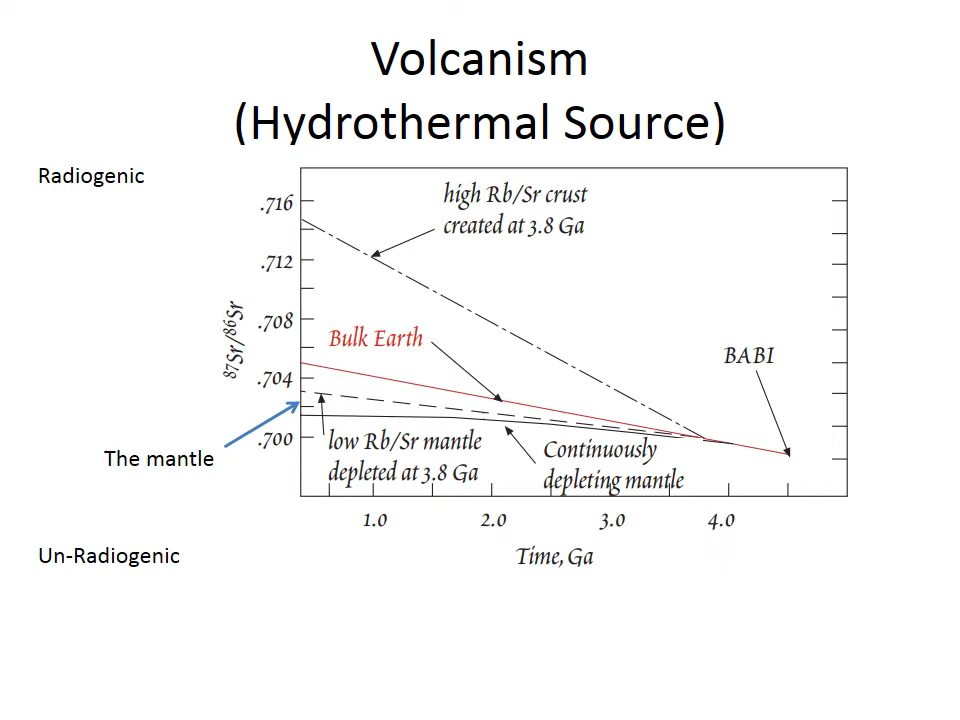 Volcanism
(Hydrothermal Source)
Radiogenic
high Rb/Sr crust
created at 3.8 Ga
.716
.712
.708
.704
.700
⁸⁷Sr/⁸⁶Sr
Bulk Earth
BABI
The mantle
low Rb/Sr mantle
depleted at 3.8 Ga
Continuously
depleting mantle
1.0 2.0 3.0 4.0
Time, Ga
Un-Radiogenic